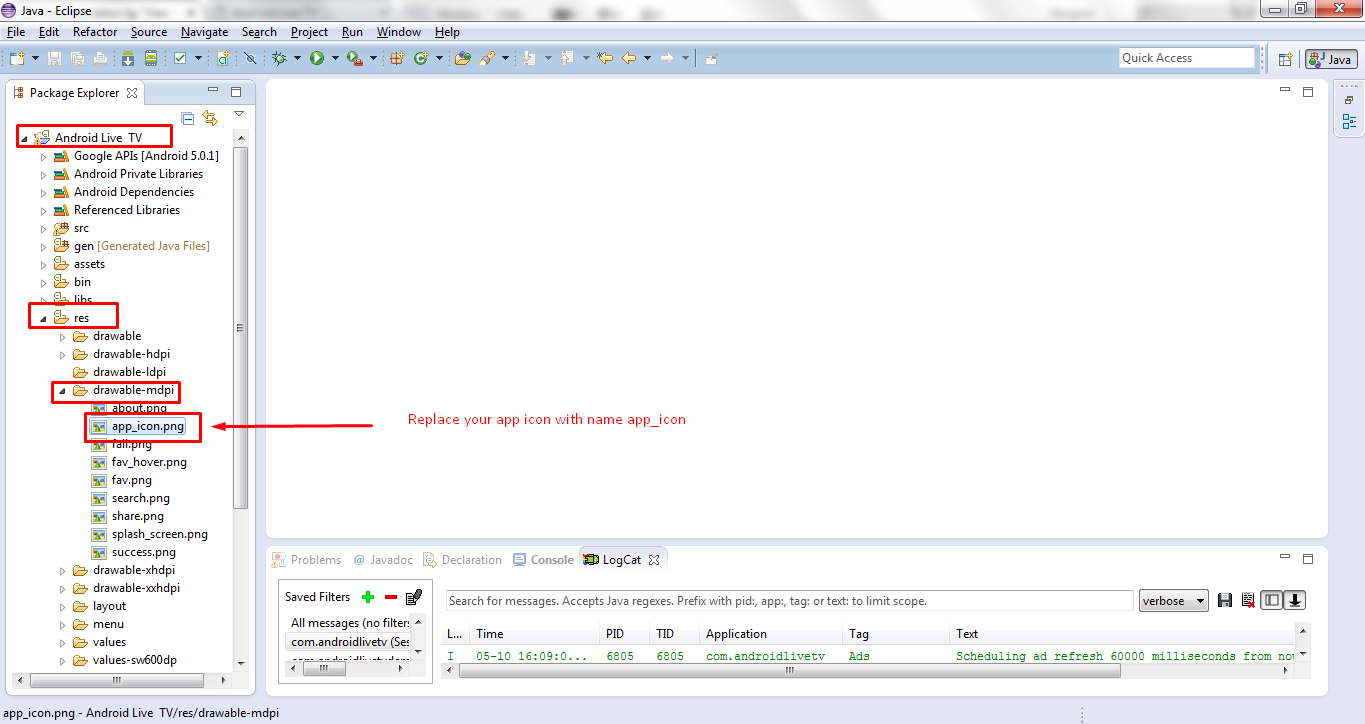 Java - Eclipse
File Edit Refactor Source Navigate Search Project Run Window Help
Quick Access
Java
Package Explorer
Android Live TV
Google APIs [Android 5.0.1]
Android Private Libraries
Android Dependencies
Referenced Libraries
src
gen [Generated Java Files]
assets
bin
libs
res
drawable
drawable-hdpi
drawable-ldpi
drawable-mdpi
about.png
app_icon.png
fail.png
fav_hover.png
fav.png
search.png
share.png
splash_screen.png
success.png
drawable-xhdpi
drawable-xxhdpi
layout
menu
values
values-sw600dp
Replace your app icon with name app_icon
Problems @ Javadoc Declaration Console LogCat
Saved Filters
All messages (no filters
com.androidlivetv (Ses
Search for messages. Accepts Java regexes. Prefix with pid:, app:, tag: or text: to limit scope.
verbose
L... Time PID TID Application Tag Text
I 05-10 16:09:0... 6805 6805 com.androidlivetv Ads Scheduling ad refresh 60000 milliseconds from now
app_icon.png - Android Live TV/res/drawable-mdpi